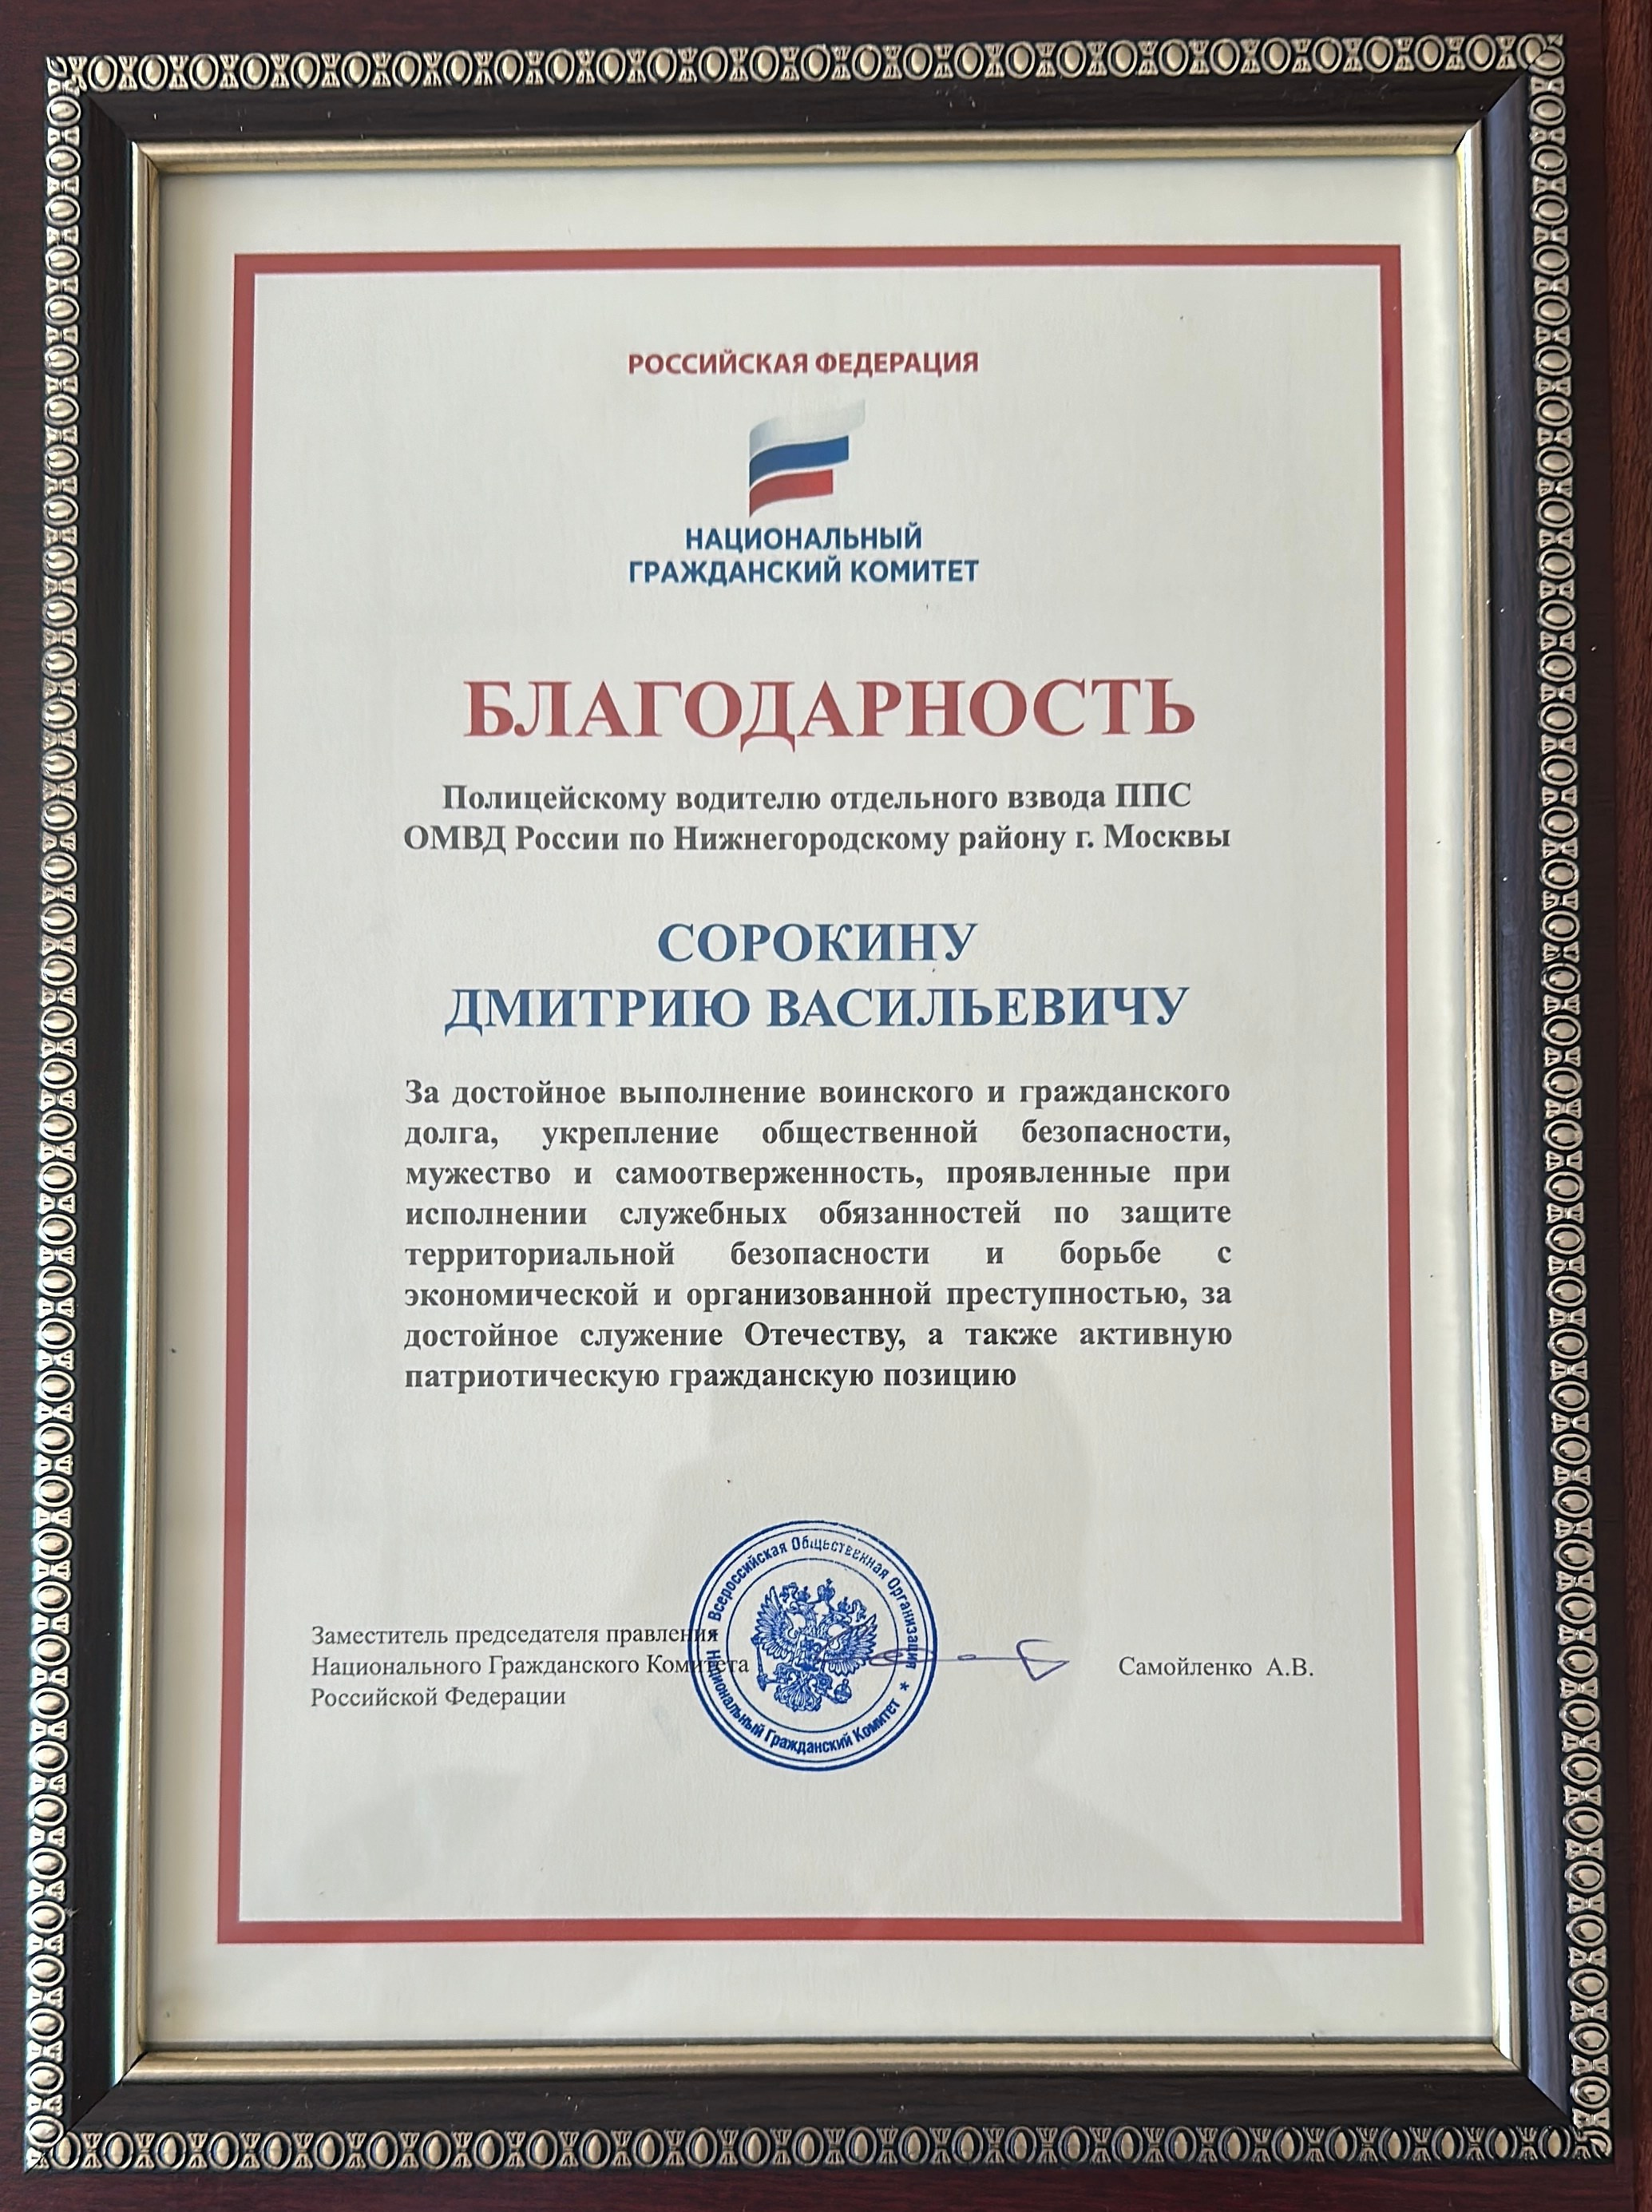 РОССИЙСКАЯ ФЕДЕРАЦИЯ
НАЦИОНАЛЬНЫЙ
ГРАЖДАНСКИЙ КОМИТЕТ
БЛАГОДАРНОСТЬ
Полицейскому водителю отдельного взвода ППС
ОМВД России по Нижнегородскому району г. Москвы
СОРОКИНУ
ДМИТРИЮ ВАСИЛЬЕВИЧУ
За достойное выполнение воинского и гражданского
долга, укрепление общественной безопасности,
мужество и самоотверженность, проявленные при
исполнении служебных обязанностей по защите
территориальной безопасности и борьбе с
экономической и организованной преступностью, за
достойное служение Отечеству, а также активную
патриотическую гражданскую позицию
Заместитель председателя правления
Национального Гражданского Комитета
Российской Федерации
Всероссийская Общественная Организация
Национальный Гражданский Комитет *
Самойленко А.В.